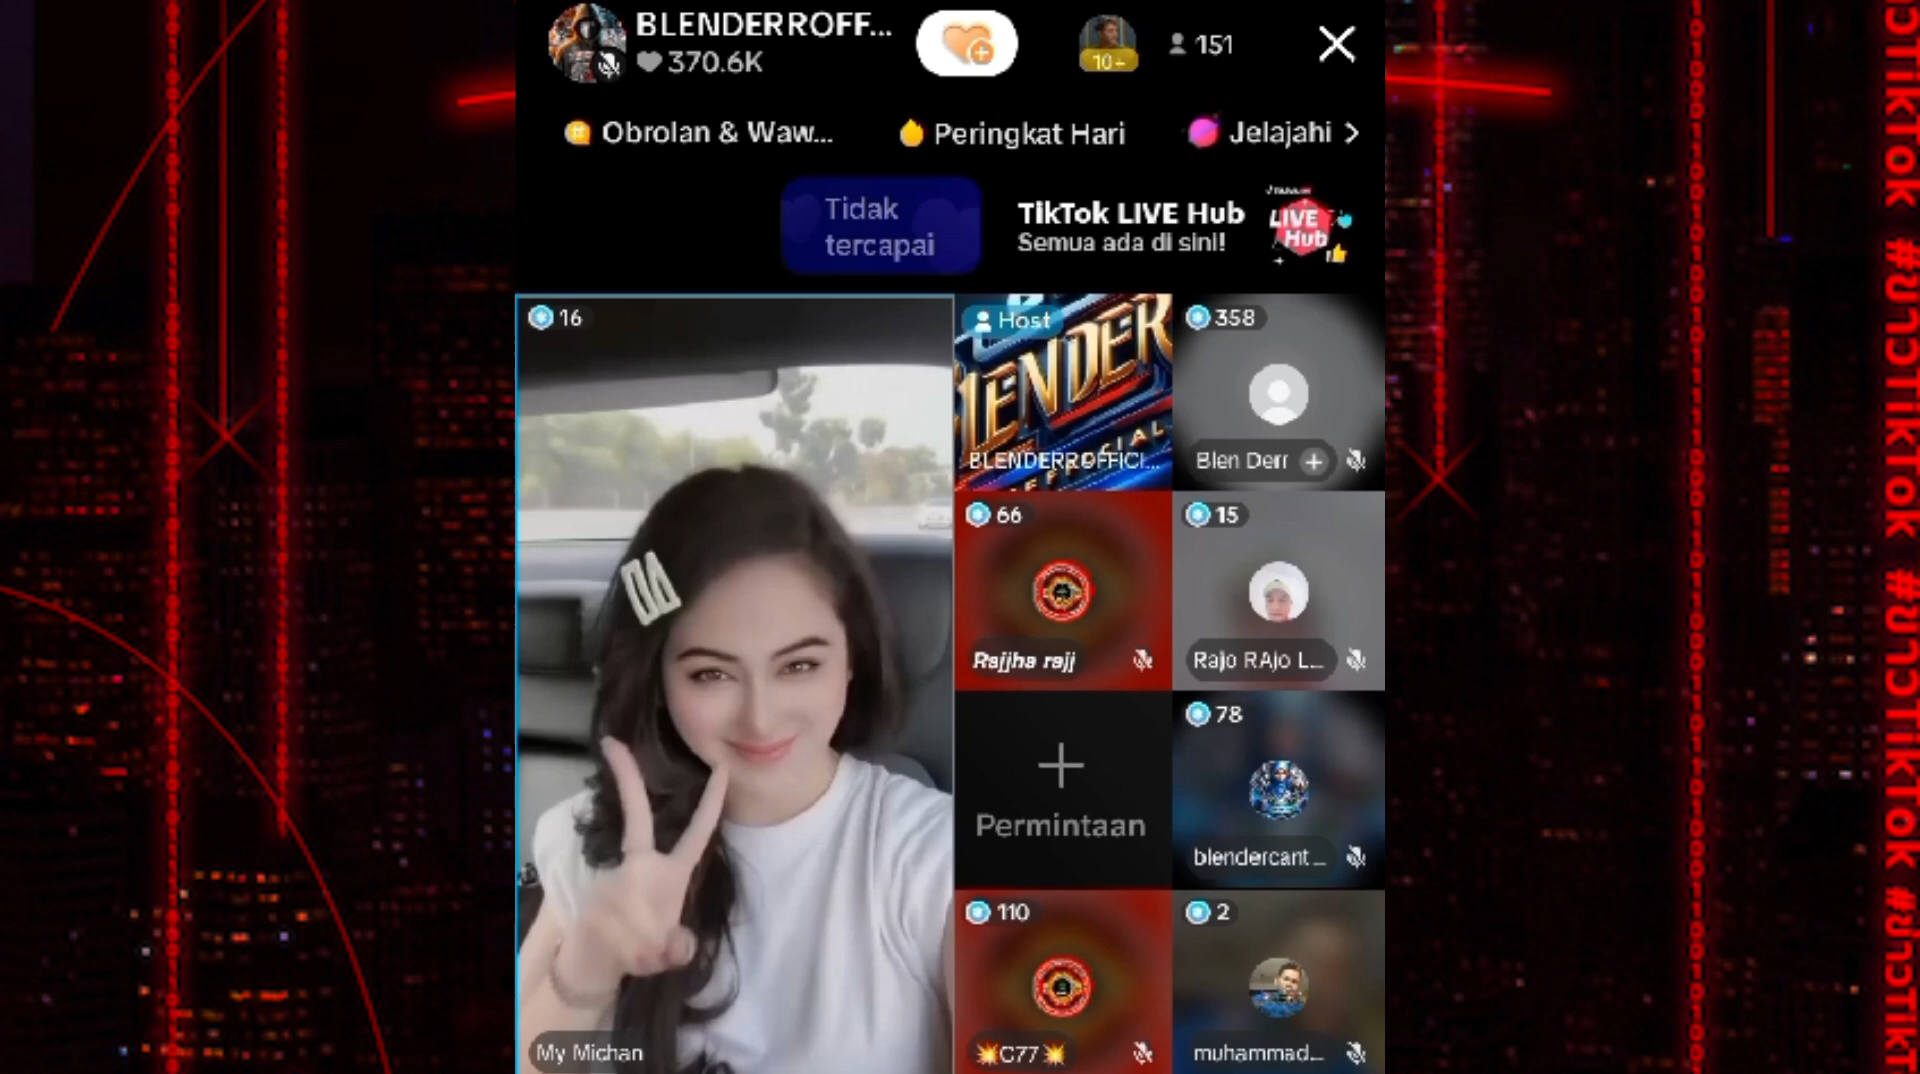 BLENDERROFF...
370.6K
10+
151
Obrolan & Waw...
Peringkat Hari
Jelajahi >
Tidak
tercapai
TikTok LIVE Hub
Semua ada di sini!
LIVE
Hub
16
Host
BLENDER
BLENDERROFFICI...
358
Blen Derr
66
Rajjha rajj
15
Rajo RAjo L...
Permintaan
78
blendercant...
110
💥C77💥
2
muhammad...
My Michan